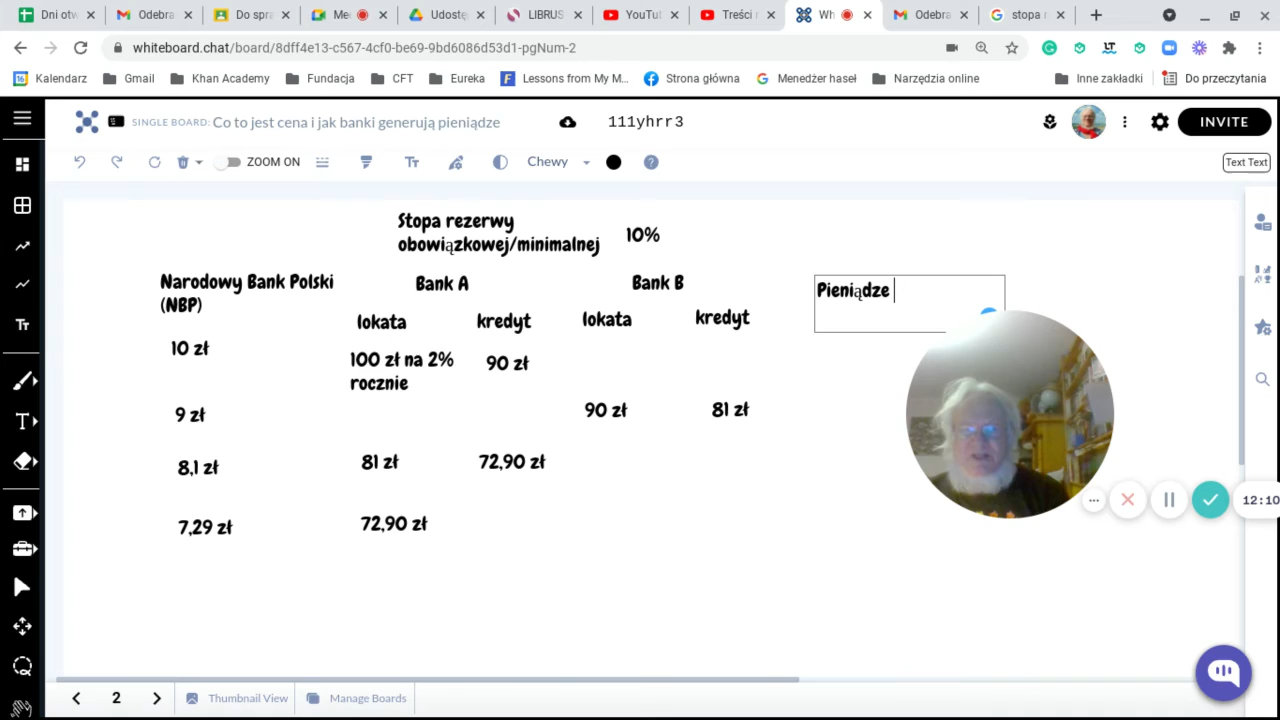 Dni otw
Odebra
Do spra
Mee
Udostę
LIBRUS
YouTu
Treści r
Wh
Odebra
stopa r
whiteboard.chat/board/8dff4e13-c567-4cf0-be69-9bd6086d53d1-pgNum-2
Kalendarz
Gmail
Khan Academy
Fundacja
CFT
Eureka
Lessons from My M...
Strona główna
Menedżer haseł
Narzędzia online
Inne zakładki
Do przeczytania
SINGLE BOARD: Co to jest cena i jak banki generują pieniądze
111yhrr3
INVITE
ZOOM ON
Chewy
Text Text
Stopa rezerwy
obowiązkowej/minimalnej
10%
Narodowy Bank Polski
(NBP)
Bank A
Bank B
Pieniądze
lokata
kredyt
lokata
kredyt
10 zł
100 zł na 2%
rocznie
90 zł
9 zł
90 zł
81 zł
8,1 zł
81 zł
72,90 zł
7,29 zł
72,90 zł
12:10
2
Thumbnail View
Manage Boards